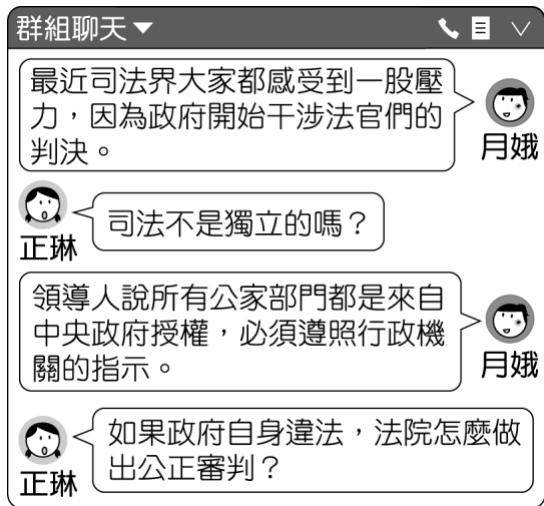 群組聊天
最近司法界大家都感受到一股壓
力，因為政府開始干涉法官們的
判決。
月娥
司法不是獨立的嗎？
正琳
領導人說所有公家部門都是來自
中央政府授權，必須遵照行政機
關的指示。
月娥
如果政府自身違法，法院怎麼做
出公正審判？
正琳